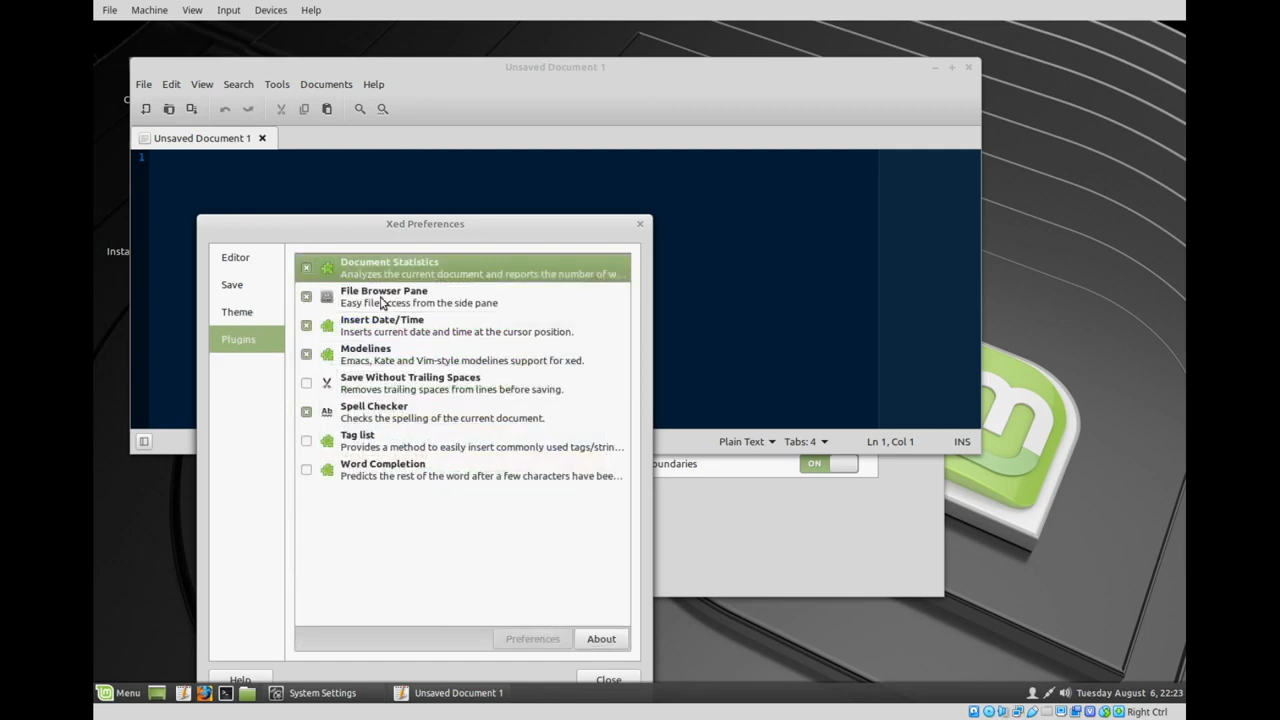 File Machine View Input Devices Help
Unsaved Document 1
File Edit View Search Tools Documents Help
Unsaved Document 1
1
Insta
Xed Preferences
Editor
Save
Theme
Plugins
Document Statistics
Analyzes the current document and reports the number of w...
File Browser Pane
Easy file access from the side pane
Insert Date/Time
Inserts current date and time at the cursor position.
Modelines
Emacs, Kate and Vim-style modelines support for xed.
Save Without Trailing Spaces
Removes trailing spaces from lines before saving.
Ab Spell Checker
Checks the spelling of the current document.
Tag list
Provides a method to easily insert commonly used tags/strin...
Word Completion
Predicts the rest of the word after a few characters have bee...
Plain Text Tabs: 4 Ln 1, Col 1 INS
oundaries ON
Preferences About
Help Close
Menu System Settings Unsaved Document 1 Tuesday August 6, 22:23
Right Ctrl